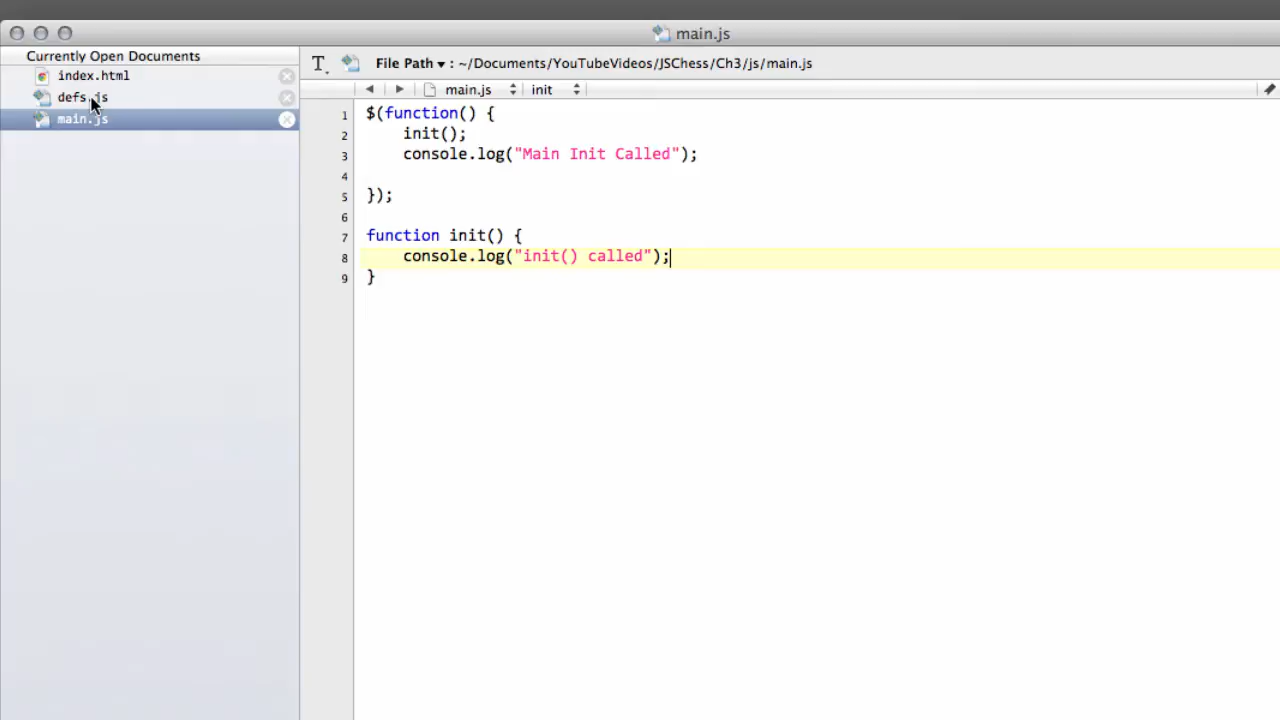 main.js
Currently Open Documents
index.html
defs.js
main.js
T. File Path ▾ : ~/Documents/YouTubeVideos/JSChess/Ch3/js/main.js
main.js init
1 $(function() {
2 init();
3 console.log("Main Init Called");
4
5 });
6
7 function init() {
8 console.log("init() called");
9 }